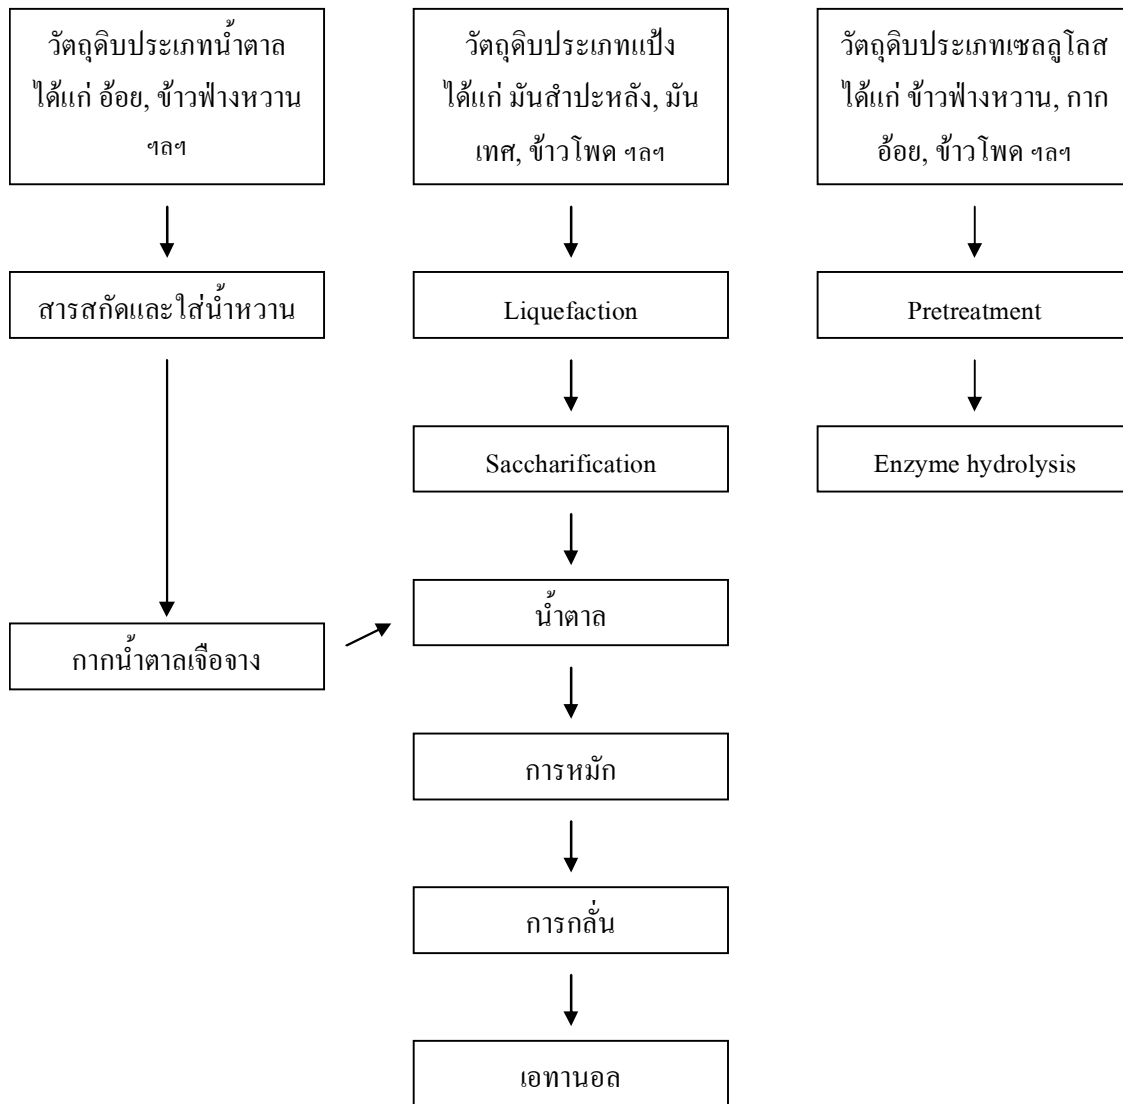 วัตถุดิบประเภทน้ำตาล
ได้แก่ อ้อย, ข้าวฟ่างหวาน
ฯลฯ
วัตถุดิบประเภทแป้ง
ได้แก่ มันสำปะหลัง, มัน
เทศ, ข้าวโพด ฯลฯ
วัตถุดิบประเภทเซลลูโลส
ได้แก่ ข้าวฟ่างหวาน, กาก
อ้อย, ข้าวโพด ฯลฯ
สารสกัดและใส่น้ำหวาน
Liquefaction
Pretreatment
Saccharification
Enzyme hydrolysis
น้ำตาล
กากน้ำตาลเจือจาง
การหมัก
การกลั่น
เอทานอล